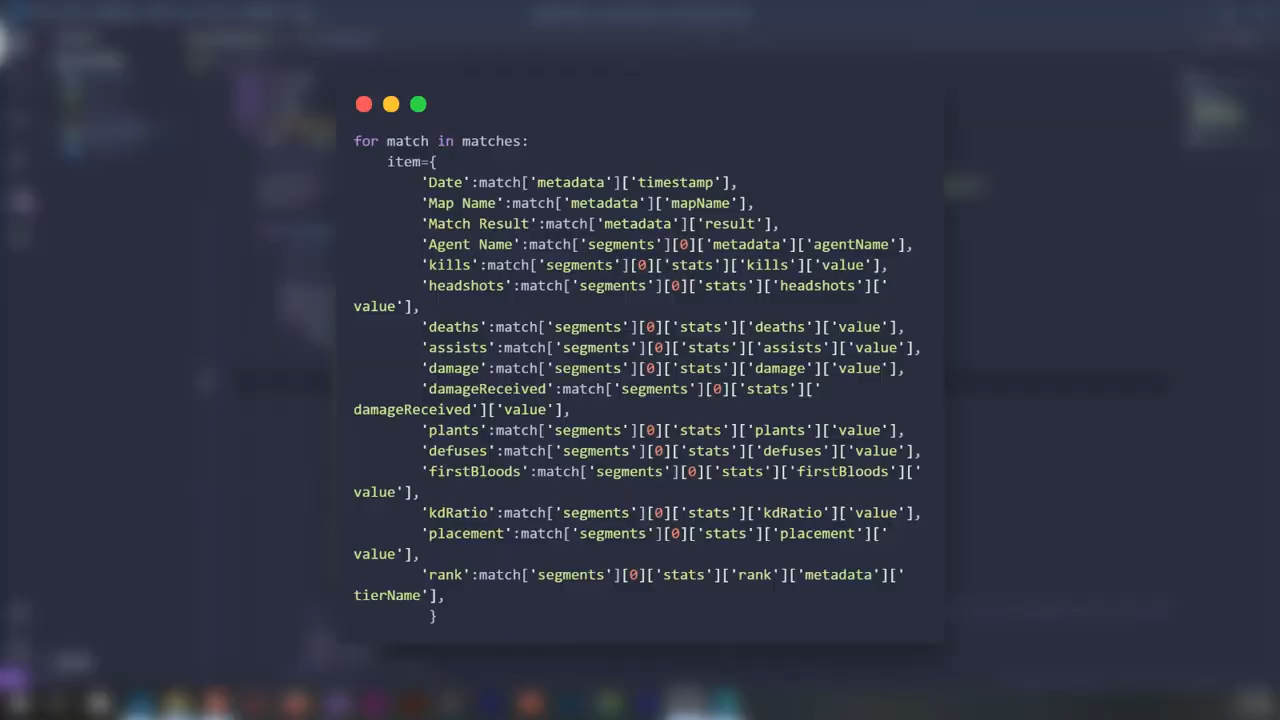 for match in matches:
    item={
        'Date':match['metadata']['timestamp'],
        'Map Name':match['metadata']['mapName'],
        'Match Result':match['metadata']['result'],
        'Agent Name':match['segments'][0]['metadata']['agentName'],
        'kills':match['segments'][0]['stats']['kills']['value'],
        'headshots':match['segments'][0]['stats']['headshots']['
value'],
        'deaths':match['segments'][0]['stats']['deaths']['value'],
        'assists':match['segments'][0]['stats']['assists']['value'],
        'damage':match['segments'][0]['stats']['damage']['value'],
        'damageReceived':match['segments'][0]['stats']['
damageReceived']['value'],
        'plants':match['segments'][0]['stats']['plants']['value'],
        'defuses':match['segments'][0]['stats']['defuses']['value'],
        'firstBloods':match['segments'][0]['stats']['firstBloods']['
value'],
        'kdRatio':match['segments'][0]['stats']['kdRatio']['value'],
        'placement':match['segments'][0]['stats']['placement']['
value'],
        'rank':match['segments'][0]['stats']['rank']['metadata']['
tierName'],
         }